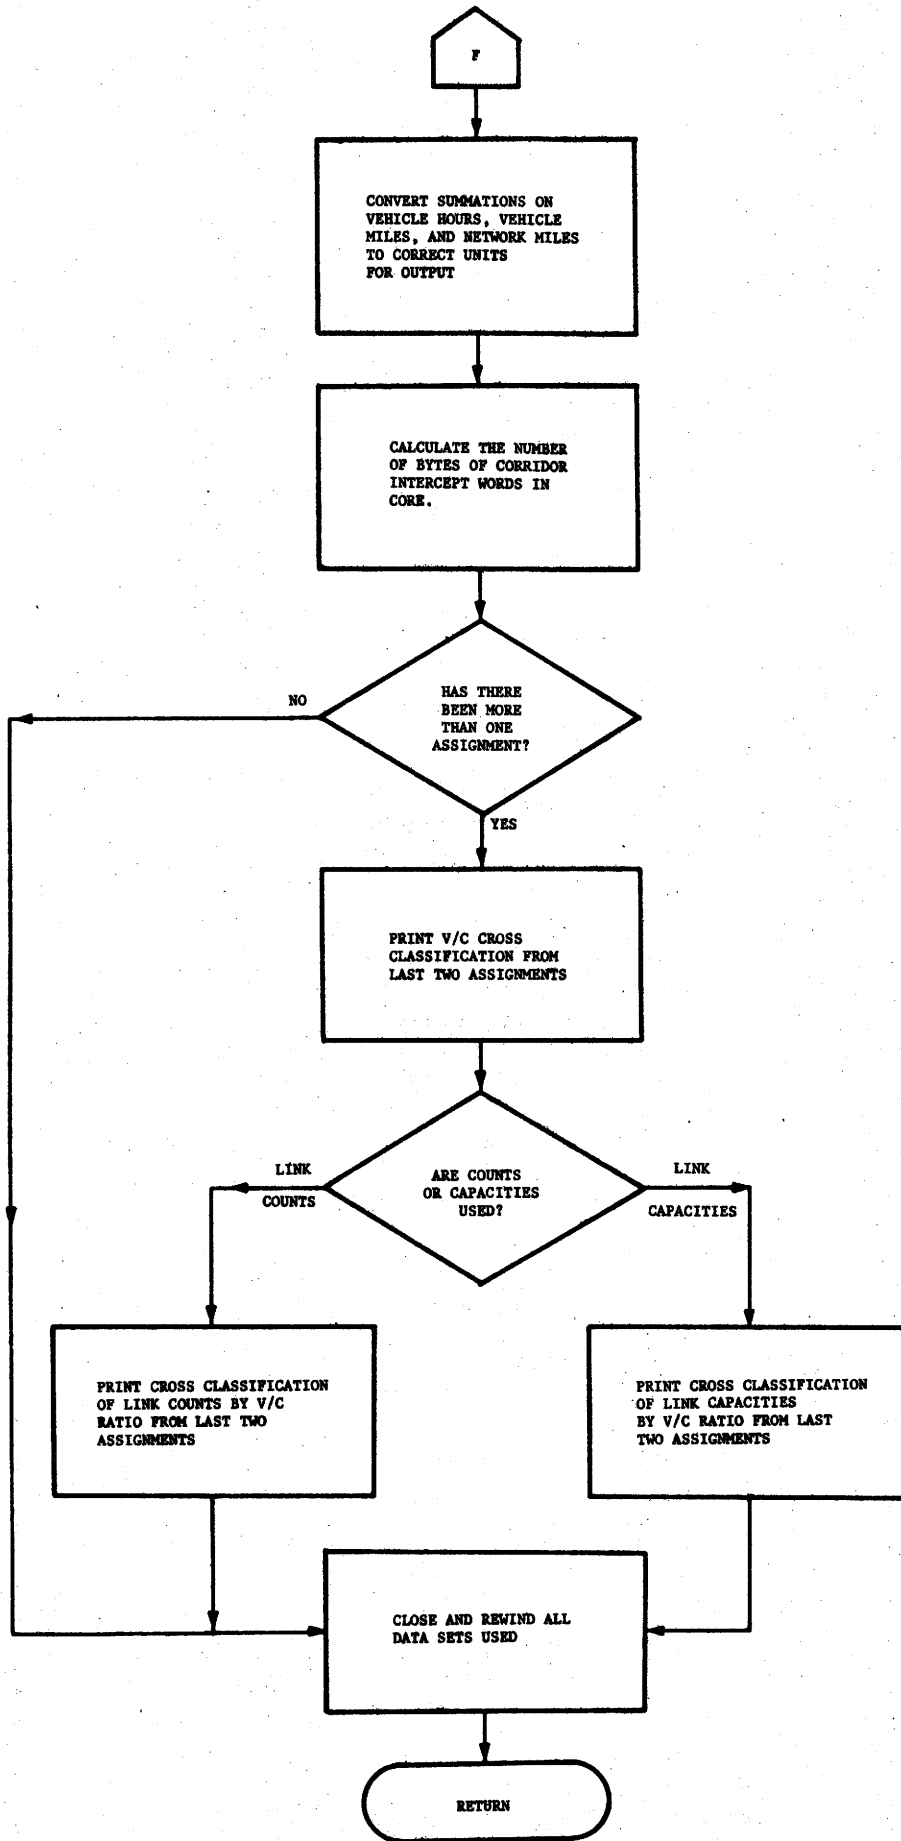 F
CONVERT SUMMATIONS ON
VEHICLE HOURS, VEHICLE
MILES, AND NETWORK MILES
TO CORRECT UNITS
FOR OUTPUT
CALCULATE THE NUMBER
OF BYTES OF CORRIDOR
INTERCEPT WORDS IN
CORE.
HAS THERE
BEEN MORE
THAN ONE
ASSIGNMENT?
NO
YES
PRINT V/C CROSS
CLASSIFICATION FROM
LAST TWO ASSIGNMENTS
ARE COUNTS
OR CAPACITIES
USED?
LINK
COUNTS
LINK
CAPACITIES
PRINT CROSS CLASSIFICATION
OF LINK COUNTS BY V/C
RATIO FROM LAST TWO
ASSIGNMENTS
PRINT CROSS CLASSIFICATION
OF LINK CAPACITIES
BY V/C RATIO FROM LAST
TWO ASSIGNMENTS
CLOSE AND REWIND ALL
DATA SETS USED
RETURN